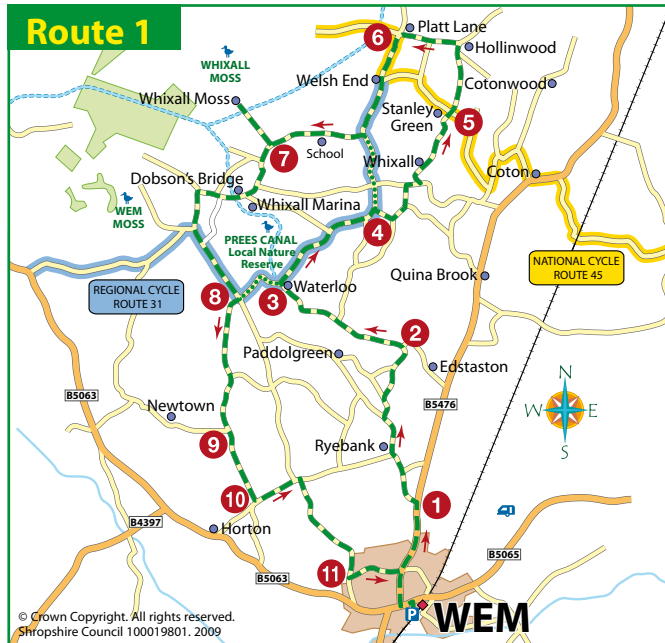 Route 1
6
Platt Lane
Hollinwood
WHIXALL
MOSS
Welsh End
Cotonwood
Whixall Moss
Stanley
Green
5
School
7
Whixall
Coton
Dobson's Bridge
WEM
MOSS
Whixall Marina
4
PREES CANAL
Local Nature
Reserve
NATIONAL CYCLE
ROUTE 45
REGIONAL CYCLE
ROUTE 31
8
3
Waterloo
Quina Brook
2
Paddolgreen
Edstaston
B5063
B5476
N
W
E
S
Newtown
9
Ryebank
10
1
Horton
B4397
B5065
11
B5063
P
WEM
© Crown Copyright. All rights reserved.
Shropshire Council 100019801. 2009